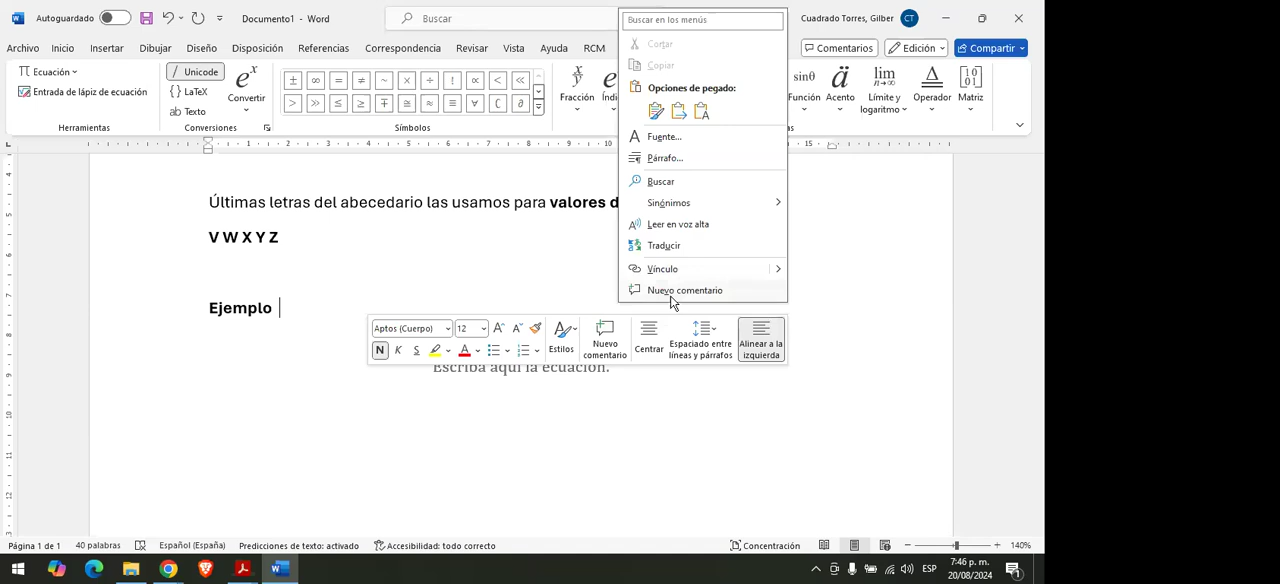 Autoguardado Documento1 - Word Buscar Cuadrado Torres, Gilber CT
Archivo Inicio Insertar Dibujar Diseño Disposición Referencias Correspondencia Revisar Vista Ayuda RCM Comentarios Edición Compartir
Ecuación
Entrada de lápiz de ecuación
Herramientas
Unicode
LaTeX
Texto
Convertir
Conversiones
Símbolos
Fracción
Función Acento Límite y logaritmo Operador Matriz
Buscar en los menús
Cortar
Copiar
Opciones de pegado:
Fuente...
Párrafo...
Buscar
Sinónimos
Leer en voz alta
Traducir
Vínculo
Nuevo comentario
Últimas letras del abecedario las usamos para valores d
V W X Y Z
Ejemplo
Aptos (Cuerpo) 12
N K S
Estilos
Nuevo comentario
Centrar
Espaciado entre líneas y párrafos
Alinear a la izquierda
Escriba aquí la ecuación.
Página 1 de 1 40 palabras Español (España) Predicciones de texto: activado Accesibilidad: todo correcto Concentración 140%
ESP 7:46 p. m.
20/08/2024